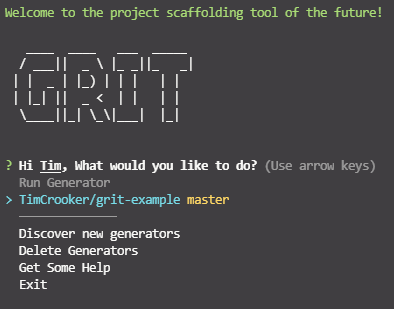 Welcome to the project scaffolding tool of the future!
GRIT
? Hi Tim, What would you like to do? (Use arrow keys)
Run Generator
> TimCrooker/grit-example master
Discover new generators
Delete Generators
Get Some Help
Exit